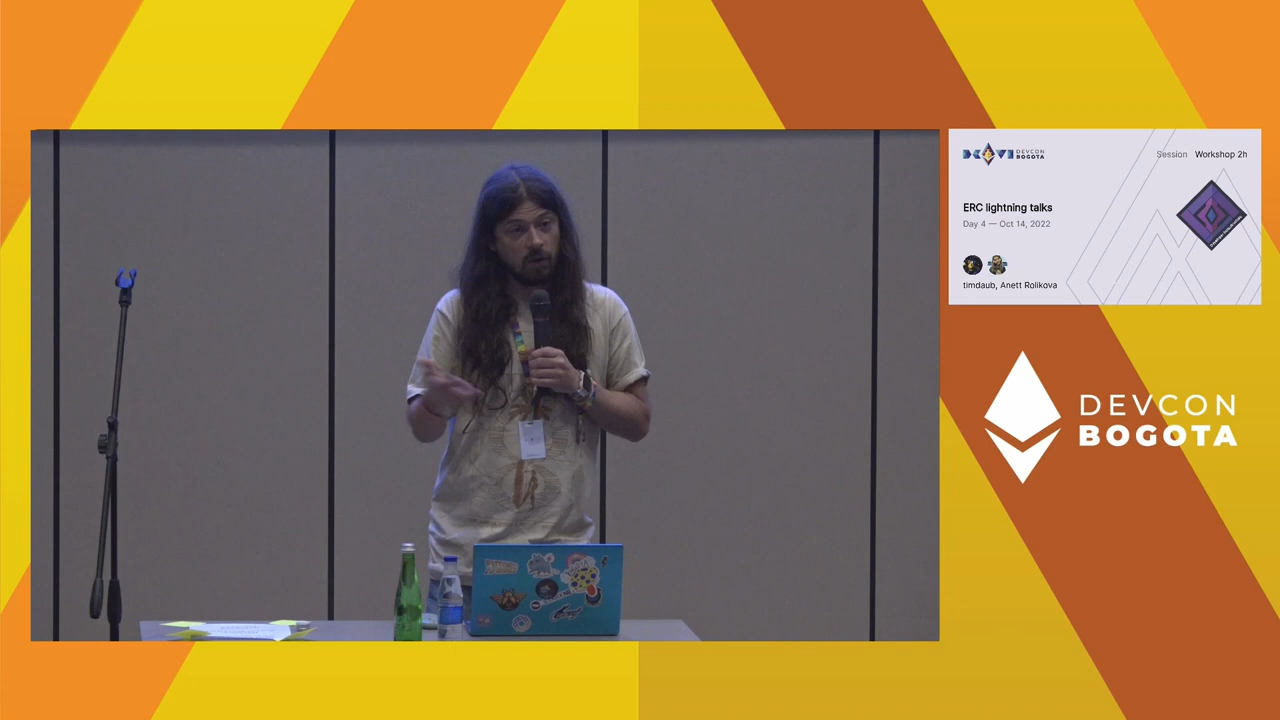 DEVCON
BOGOTA
Session Workshop 2h
ERC lightning talks
Day 4 — Oct 14, 2022
timdaub, Anett Rolikova
DEVCON
BOGOTA